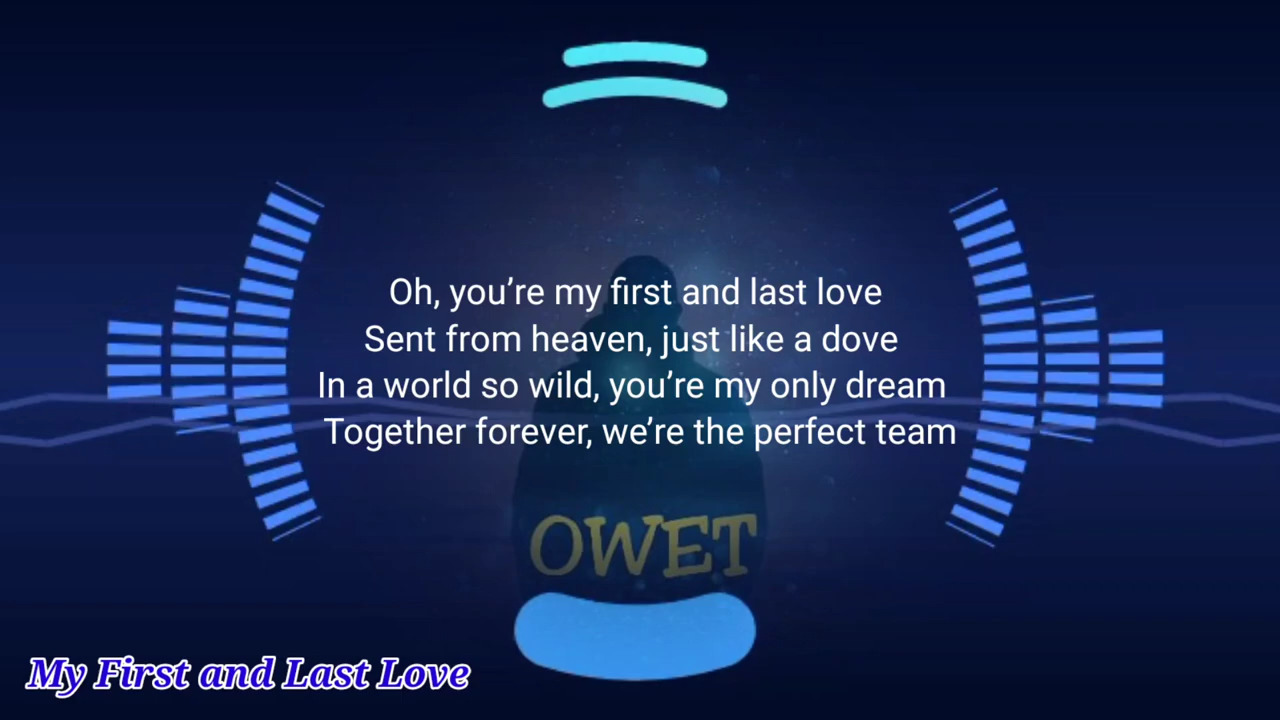 Oh, you’re my first and last love
Sent from heaven, just like a dove
In a world so wild, you’re my only dream
Together forever, we’re the perfect team
OWET
My First and Last Love